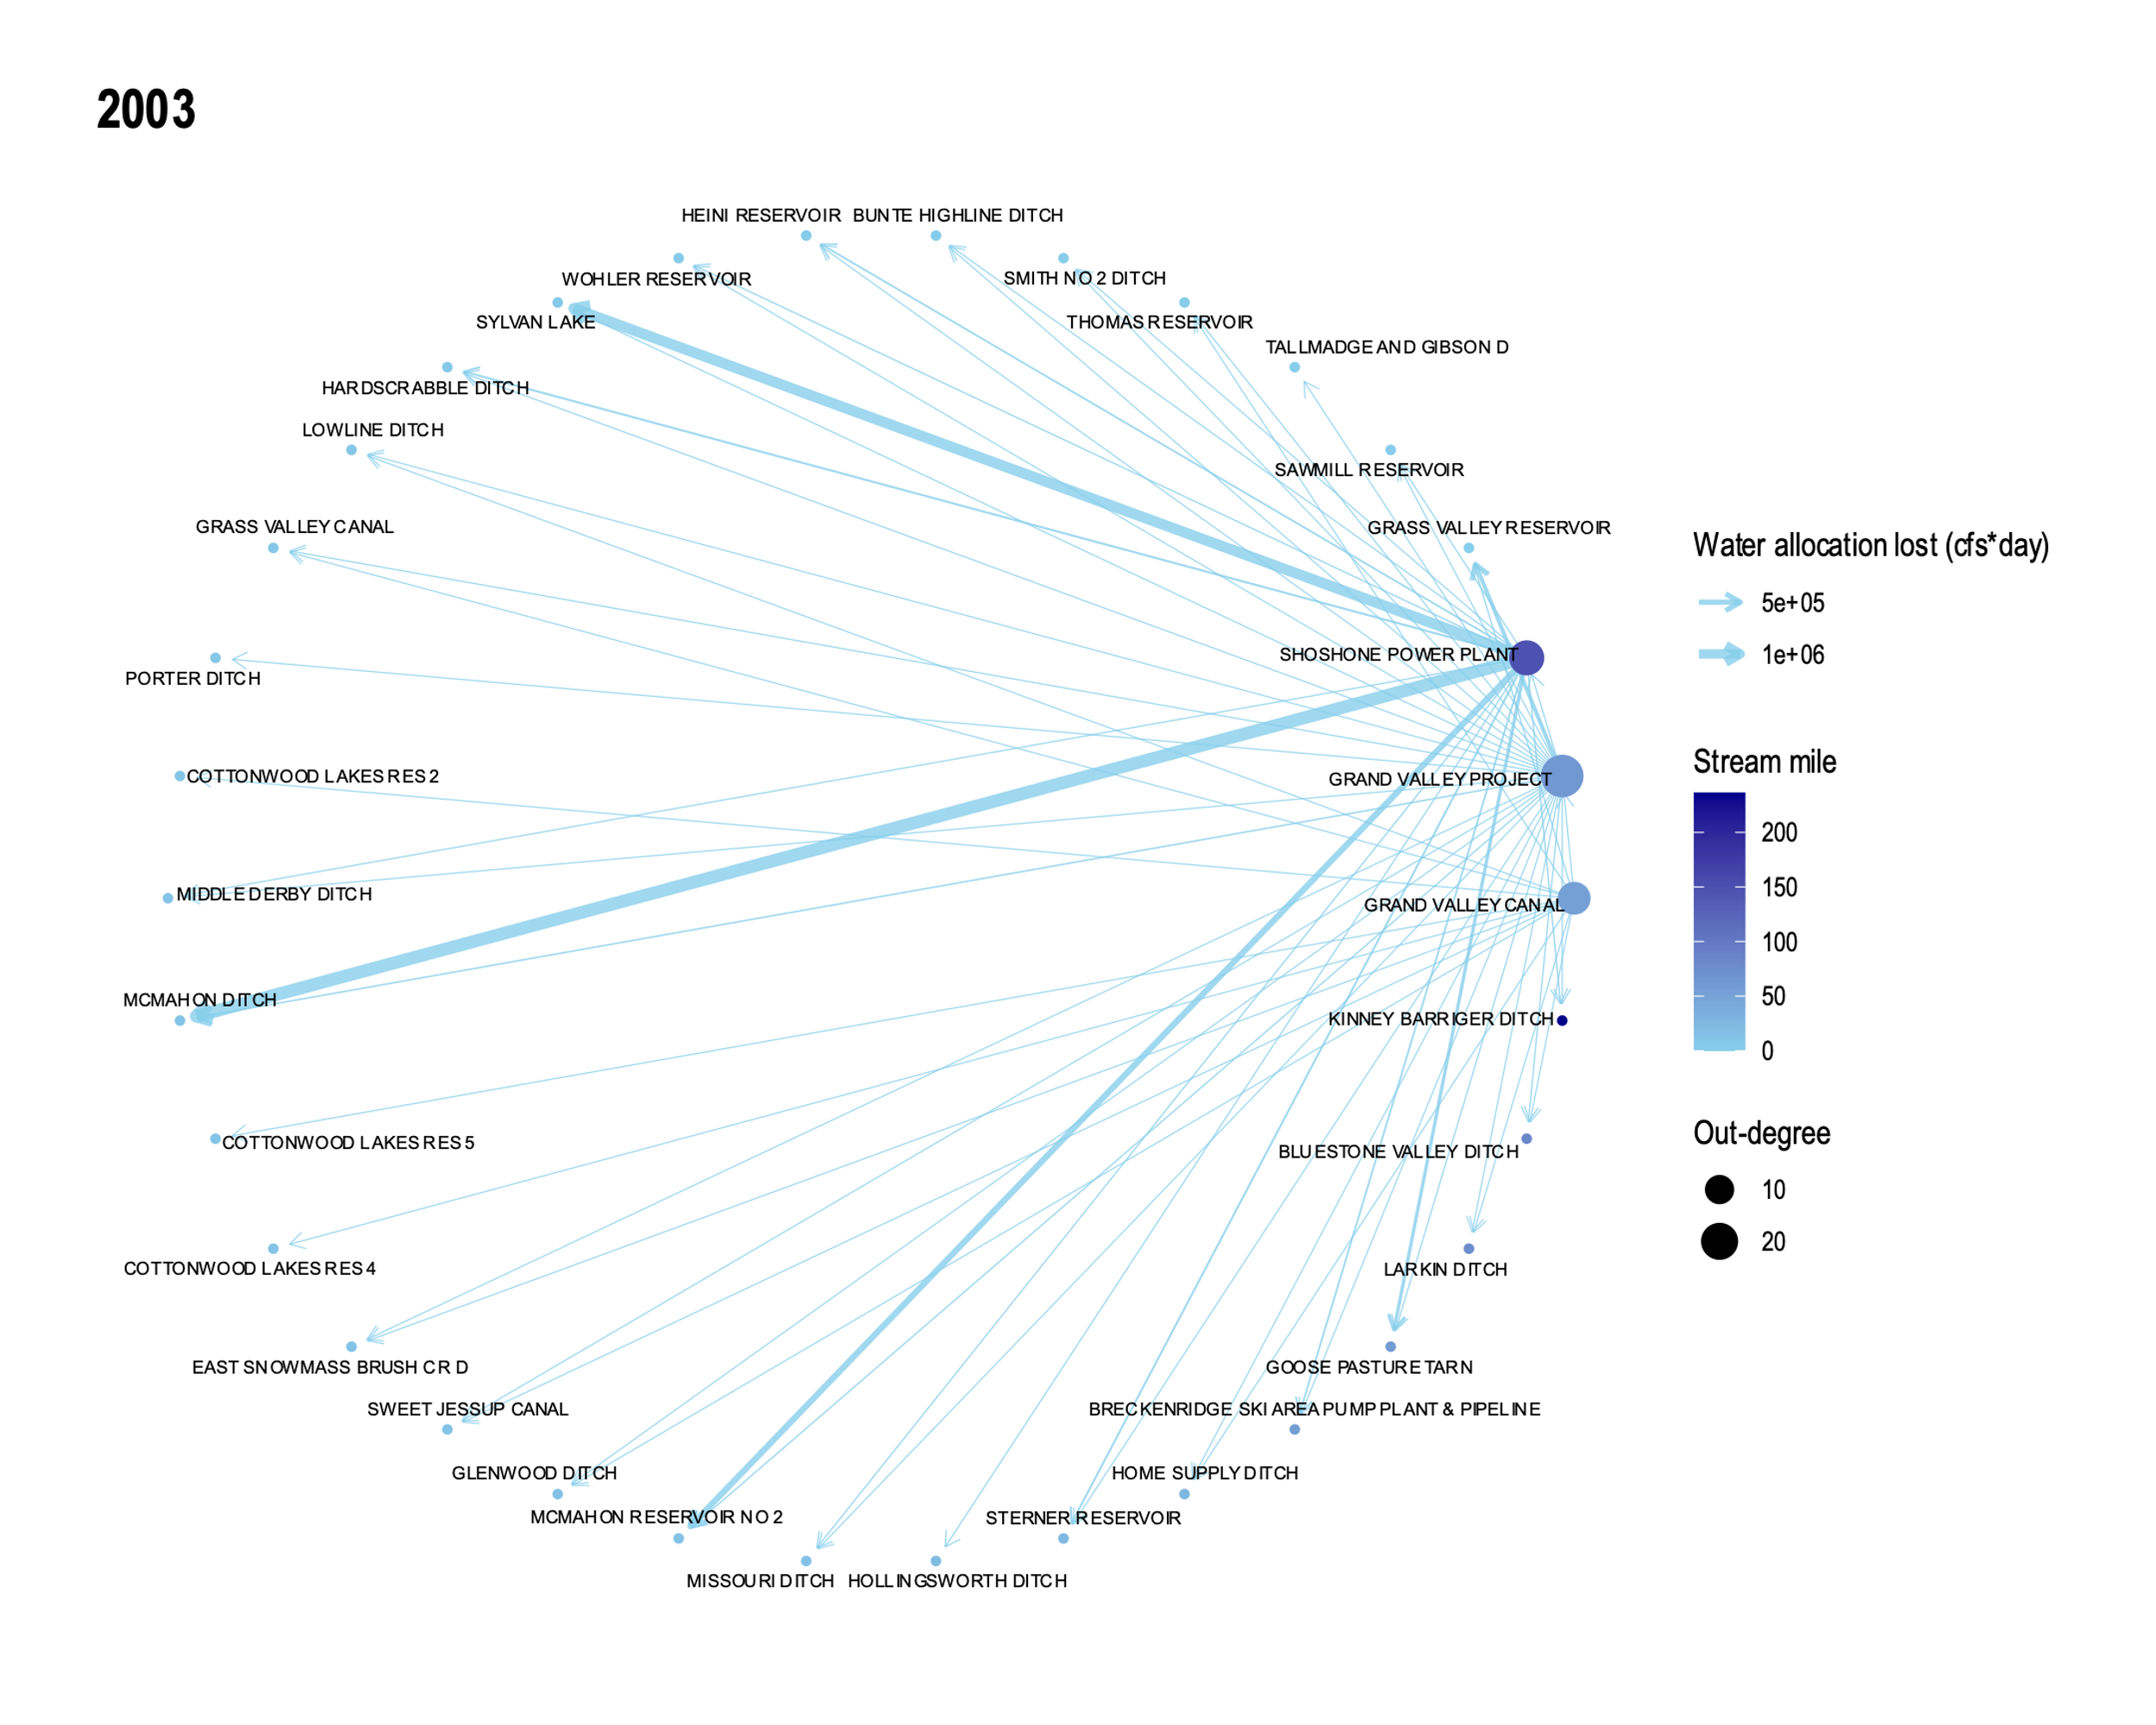 2003
HEINI RESERVOIR
BUNTE HIGHLINE DITCH
WOHLER RESERVOIR
SMITH NO 2 DITCH
SYLVAN LAKE
THOMAS RESERVOIR
TALLMADGE AND GIBSON D
HARDSCRABBLE DITCH
LOWLINE DITCH
SAWMILL RESERVOIR
GRASS VALLEY CANAL
GRASS VALLEY RESERVOIR
SHOSHONE POWER PLANT
PORTER DITCH
COTTONWOOD LAKES RES 2
GRAND VALLEY PROJECT
MIDDLE DERBY DITCH
GRAND VALLEY CANAL
MCMAHON DITCH
KINNEY BARRIGER DITCH
COTTONWOOD LAKES RES 5
BLUESTONE VALLEY DITCH
COTTONWOOD LAKES RES 4
LARKIN DITCH
EAST SNOWMASS BRUSH CR D
GOOSE PASTURE TARN
SWEET JESSUP CANAL
BRECKENRIDGE SKI AREA PUMP PLANT & PIPELINE
GLENWOOD DITCH
HOME SUPPLY DITCH
MCMAHON RESERVOIR NO 2
STERNER RESERVOIR
MISSOURI DITCH
HOLLINGSWORTH DITCH
Water allocation lost (cfs*day)
5e+05
1e+06
Stream mile
200
150
100
50
0
Out-degree
10
20